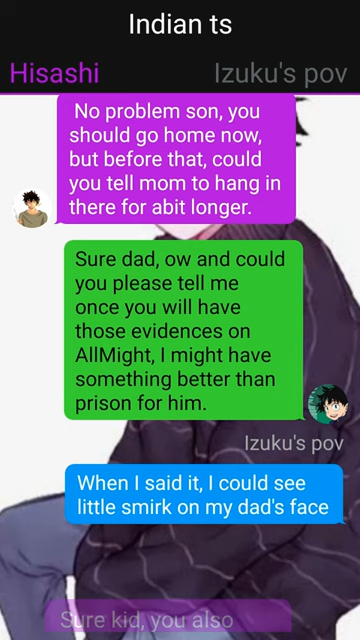 Indian ts
Hisashi
Izuku's pov
No problem son, you
should go home now,
but before that, could
you tell mom to hang in
there for abit longer.
Sure dad, ow and could
you please tell me
once you will have
those evidences on
AllMight, I might have
something better than
prison for him.
Izuku's pov
When I said it, I could see
little smirk on my dad's face
Sure kid, you also